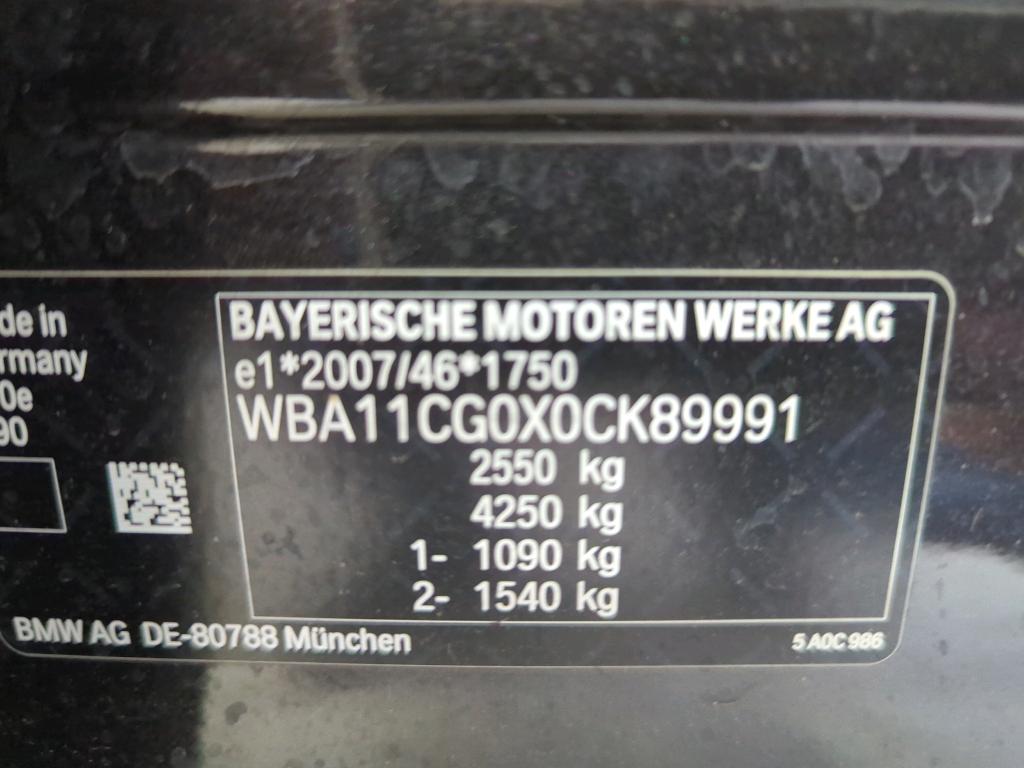 de in
rmany
0e
90
BAYERISCHE MOTOREN WERKE AG
e1*2007/46*1750
WBA11CG0X0CK89991
2550 kg
4250 kg
1- 1090 kg
2- 1540 kg
BMW AG DE-80788 München
5 A0C 986